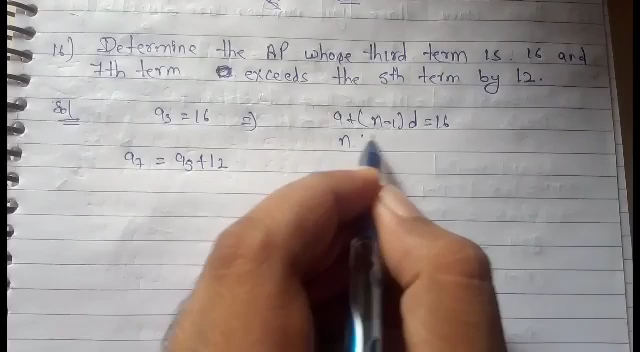 16) Determine the AP whose third term is 16 and
7th term exceeds the 5th term by 12.
Sol a3 = 16 => a+(n-1)d = 16
n
a7 = a5+12